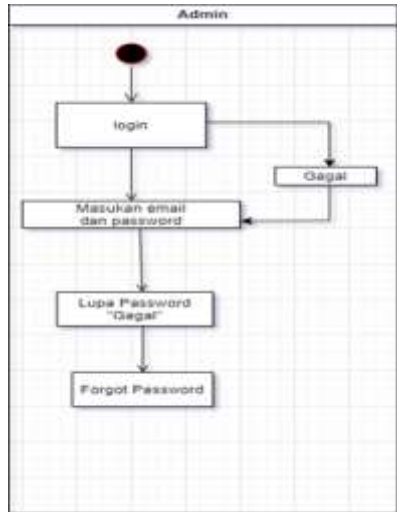 Admin
login
Gagal
Masukan email
dan password
Lupa Password
"Gagal"
Forgot Password